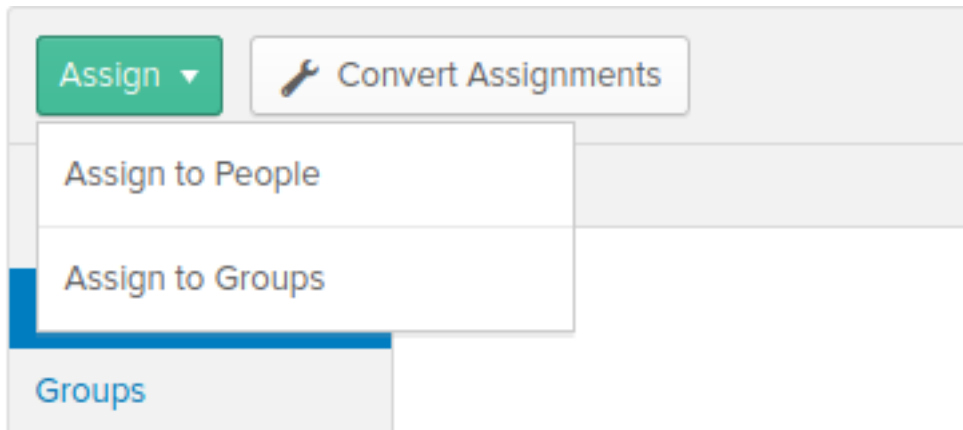 Assign
Convert Assignments
Assign to People
Assign to Groups
Groups